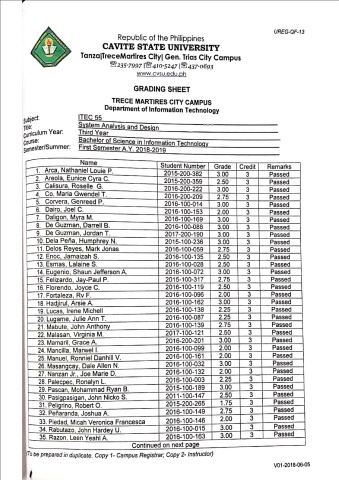 UREG-QF-13
Republic of the Philippines
CAVITE STATE UNIVERSITY
Tanza|TreceMartires City| Gen. Trias City Campus
☏235-7997 |☏410-5247 |☏437-0693
www.cvsu.edu.ph
GRADING SHEET
TRECE MARTIRES CITY CAMPUS
Department of Information Technology
Subject: ITEC 55
Title: System Analysis and Design
Curriculum Year: Third Year
Course: Bachelor of Science in Information Technology
Semester/Summer: First Semester A.Y. 2018-2019
Name Student Number Grade Credit Remarks
1. Arca, Nathaniel Louie P. 2015-200-382 3.00 3 Passed
2. Areola, Eunice Cyra C. 2015-200-359 2.50 3 Passed
3. Calisura, Roselle G. 2016-200-222 3.00 3 Passed
4. Co, Maria Gwendel T. 2016-200-209 2.75 3 Passed
5. Corvera, Genreed P. 2016-100-014 3.00 3 Passed
6. Dairo, Joel C. 2016-100-153 2.00 3 Passed
7. Daligon, Myra M. 2016-100-169 3.00 3 Passed
8. De Guzman, Darrell B. 2016-100-088 3.00 3 Passed
9. De Guzman, Jordan T. 2017-200-190 3.00 3 Passed
10. Dela Peña, Humphrey N. 2015-100-236 3.00 3 Passed
11. Delos Reyes, Mark Jonas 2016-100-059 2.75 3 Passed
12. Enoc, Jamaizah S. 2016-100-135 2.50 3 Passed
13. Esmas, Lalaine S. 2016-100-028 2.50 3 Passed
14. Eugenio, Shaun Jefferson A. 2016-100-072 3.00 3 Passed
15. Felizardo, Jay-Paul P. 2015-100-317 2.75 3 Passed
16. Florendo, Joyce C. 2016-100-119 2.50 3 Passed
17. Fortaleza, Rv F. 2016-100-096 2.00 3 Passed
18. Hadjirul, Arsie A. 2016-100-162 3.00 3 Passed
19. Lucas, Irene Michell 2016-100-138 2.25 3 Passed
20. Lugame, Julie Ann T. 2016-100-087 2.25 3 Passed
21. Mabute, John Anthony 2016-100-139 2.75 3 Passed
22. Malasan, Virginia M. 2017-100-121 2.50 3 Passed
23. Mamaril, Grace A. 2016-200-201 3.00 3 Passed
24. Mancilla, Marwel I. 2016-100-099 2.00 3 Passed
25. Manuel, Ronniel Danhill V. 2016-100-161 2.00 3 Passed
26. Masangcay, Dale Allen N. 2016-100-032 3.00 3 Passed
27. Nanzan Jr., Joe Marie D. 2016-100-132 2.00 3 Passed
28. Palecpec, Ronalyn L. 2016-100-003 2.25 3 Passed
29. Pascan, Mohammad Ryan B. 2015-100-189 3.00 3 Passed
30. Pasigpasigan, John Nicko S. 2011-100-147 2.50 3 Passed
31. Peligrino, Robert O. 2015-200-265 1.75 3 Passed
32. Peñaranda, Joshua A. 2016-100-149 2.75 3 Passed
33. Piedad, Micah Veronica Francesca 2016-100-146 2.00 3 Passed
34. Rabutazo, John Hardey U. 2016-100-015 3.00 3 Passed
35. Razon, Leen Yeahl A. 2016-100-163 3.00 3 Passed
Continued on next page
(To be prepared in duplicate. Copy 1- Campus Registrar; Copy 2- Instructor)
V01-2018-06-05